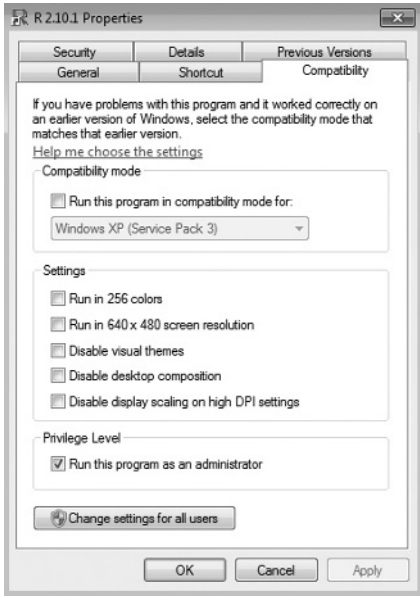 R 2.10.1 Properties
Security Details Previous Versions
General Shortcut Compatibility
If you have problems with this program and it worked correctly on
an earlier version of Windows, select the compatibility mode that
matches that earlier version.
Help me choose the settings
Compatibility mode
Run this program in compatibility mode for:
Windows XP (Service Pack 3)
Settings
Run in 256 colors
Run in 640 x 480 screen resolution
Disable visual themes
Disable desktop composition
Disable display scaling on high DPI settings
Privilege Level
Run this program as an administrator
Change settings for all users
OK Cancel Apply